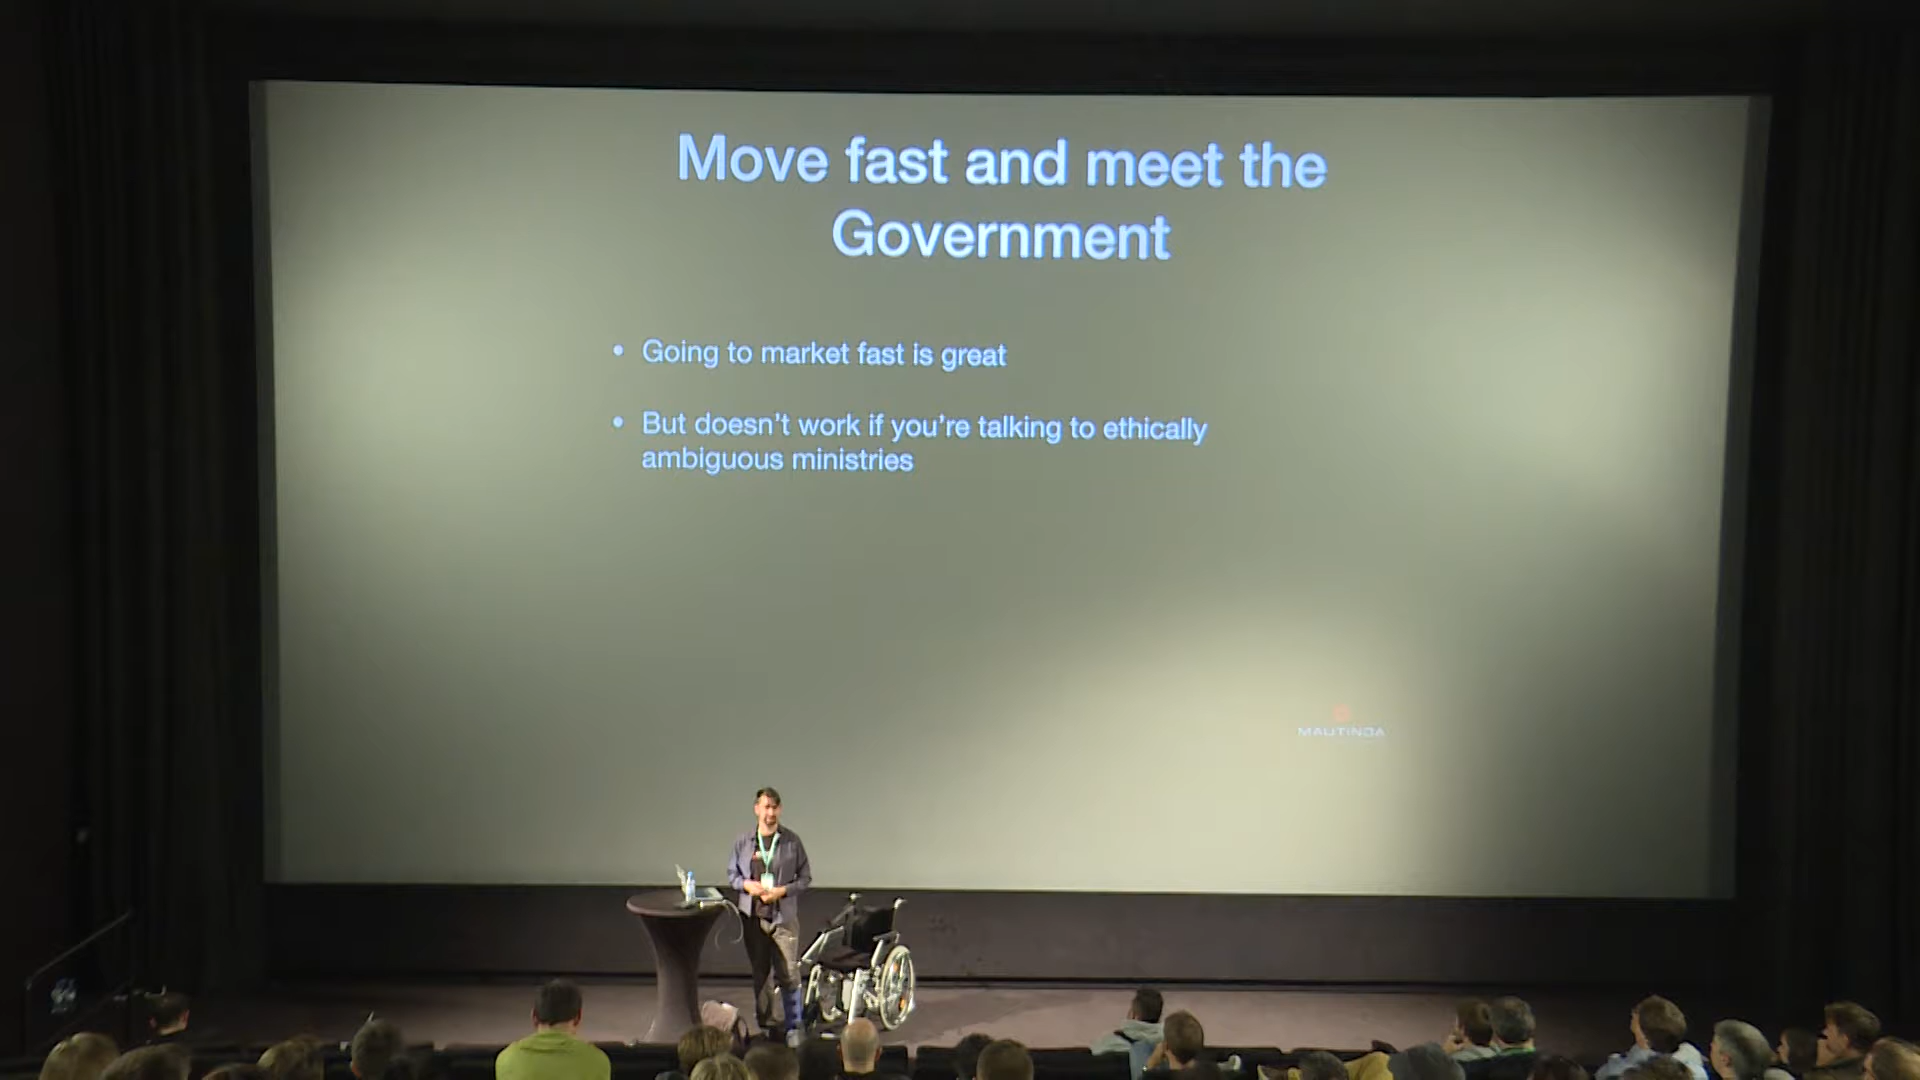 Move fast and meet the
Government
• Going to market fast is great
• But doesn't work if you're talking to ethically
ambiguous ministries
MAUTINOA